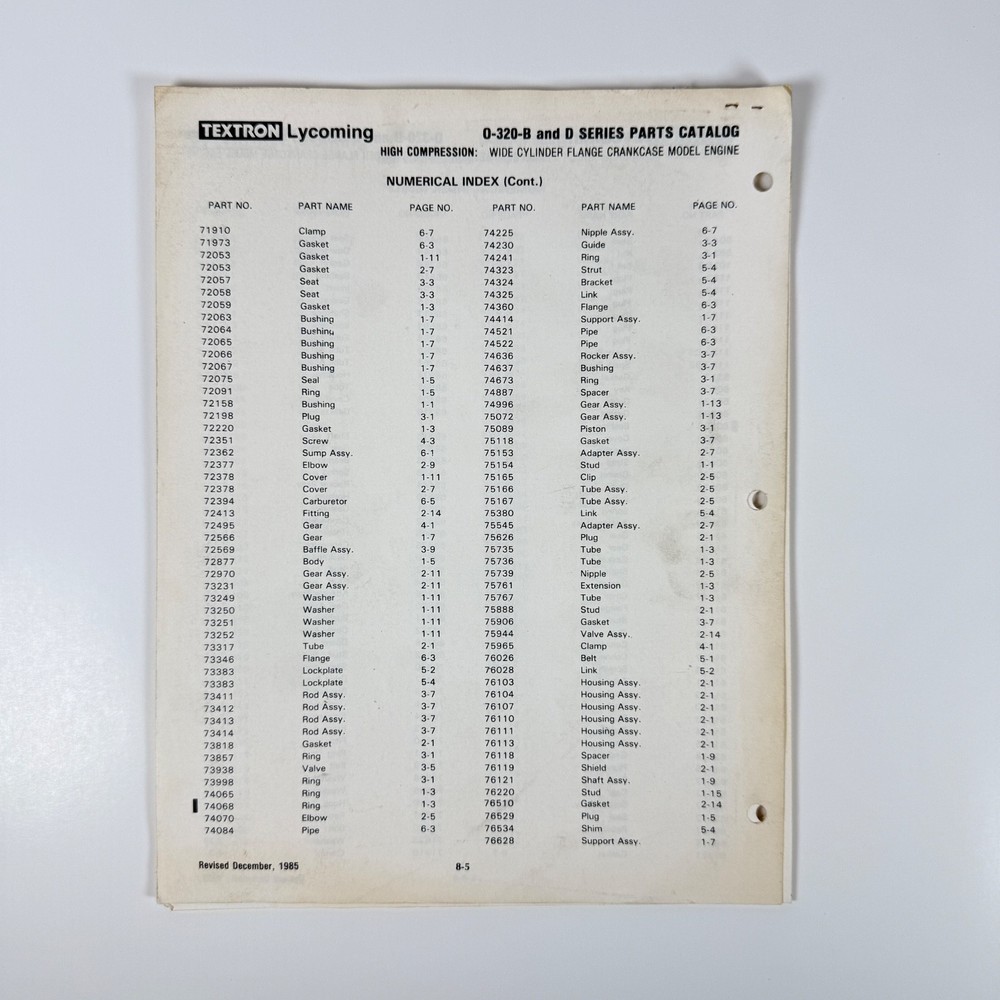 TEXTRON Lycoming
O-320-B and D SERIES PARTS CATALOG
HIGH COMPRESSION: WIDE CYLINDER FLANGE CRANKCASE MODEL ENGINE
NUMERICAL INDEX (Cont.)
PART NO. PART NAME PAGE NO. PART NO. PART NAME PAGE NO.
71910 Clamp 6-7 74225 Nipple Assy. 6-7
71973 Gasket 6-3 74230 Guide 3-3
72053 Gasket 1-11 74241 Ring 3-1
72053 Gasket 2-7 74323 Strut 5-4
72057 Seat 3-3 74324 Bracket 5-4
72058 Seat 3-3 74325 Link 5-4
72059 Gasket 1-3 74360 Flange 6-3
72063 Bushing 1-7 74414 Support Assy. 1-7
72064 Bushing 1-7 74521 Pipe 6-3
72065 Bushing 1-7 74522 Pipe 6-3
72066 Bushing 1-7 74636 Rocker Assy. 3-7
72067 Bushing 1-7 74637 Bushing 3-7
72075 Seal 1-5 74673 Ring 3-1
72091 Ring 1-5 74887 Spacer 3-7
72158 Bushing 1-1 74996 Gear Assy. 1-13
72198 Plug 3-1 75072 Gear Assy. 1-13
72220 Gasket 1-3 75089 Piston 3-1
72351 Screw 4-3 75118 Gasket 3-7
72362 Sump Assy. 6-1 75153 Adapter Assy. 2-7
72377 Elbow 2-9 75154 Stud 1-1
72378 Cover 1-11 75165 Clip 2-5
72378 Cover 2-7 75166 Tube Assy. 2-5
72394 Carburetor 6-5 75167 Tube Assy. 2-5
72413 Fitting 2-14 75380 Link 5-4
72495 Gear 4-1 75545 Adapter Assy. 2-7
72566 Gear 1-7 75626 Plug 2-1
72569 Baffle Assy. 3-9 75735 Tube 1-3
72877 Body 1-5 75736 Tube 1-3
72970 Gear Assy. 2-11 75739 Nipple 2-5
73231 Gear Assy. 2-11 75761 Extension 1-3
73249 Washer 1-11 75767 Tube 1-3
73250 Washer 1-11 75888 Stud 2-1
73251 Washer 1-11 75906 Gasket 3-7
73252 Washer 1-11 75944 Valve Assy. 2-14
73317 Tube 2-1 75965 Clamp 4-1
73346 Flange 6-3 76026 Belt 5-1
73383 Lockplate 5-2 76028 Link 5-2
73383 Lockplate 5-4 76103 Housing Assy. 2-1
73411 Rod Assy. 3-7 76104 Housing Assy. 2-1
73412 Rod Assy. 3-7 76107 Housing Assy. 2-1
73413 Rod Assy. 3-7 76110 Housing Assy. 2-1
73414 Rod Assy. 3-7 76111 Housing Assy. 2-1
73818 Gasket 2-1 76113 Housing Assy. 2-1
73857 Ring 3-1 76118 Spacer 1-9
73938 Valve 3-5 76119 Shield 2-1
73998 Ring 3-1 76121 Shaft Assy. 1-9
74065 Ring 1-3 76220 Stud 1-15
74068 Ring 1-3 76510 Gasket 2-14
74070 Elbow 2-5 76529 Plug 1-5
74084 Pipe 6-3 76534 Shim 5-4
76628 Support Assy. 1-7
Revised December, 1985 8-5